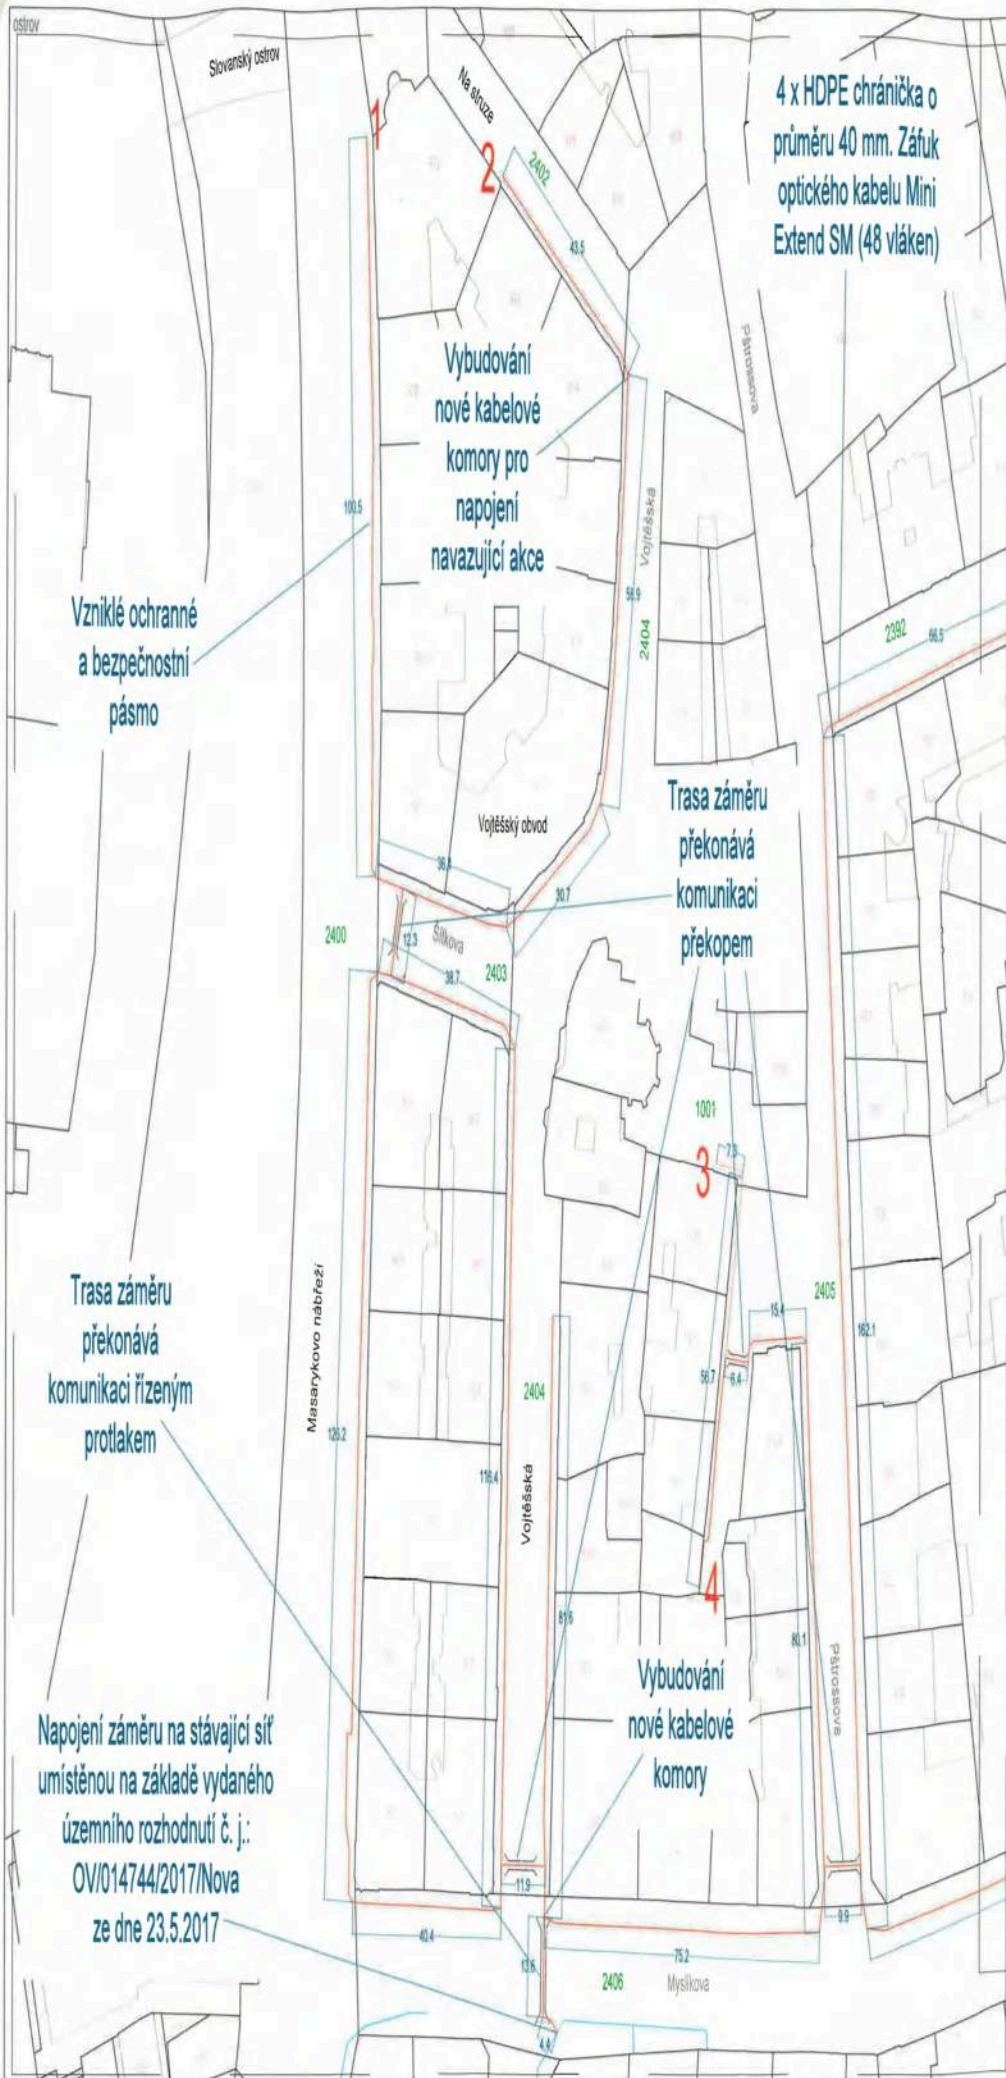 ostrov
Slovanský ostrov
Na struze
1
2
2402
43.5
4 x HDPE chránička o
průměru 40 mm. Záfuk
optického kabelu Mini
Extend SM (48 vláken)
Pštrossova
Vybudování
nové kabelové
komory pro
napojení
navazující akce
100.5
Vojtěšská
56.9
2404
Vzniklé ochranné
a bezpečnostní
pásmo
2392
66.5
Vojtěšský obvod
Trasa záměru
překonává
komunikaci
překopem
30.7
2400
12.3
Šítkova
2403
38.7
1001
7.3
3
Masarykovo nábřeží
Trasa záměru
překonává
komunikaci řízeným
protlakem
2405
15.4
162.1
56.7
6.4
2404
126.2
116.4
Vojtěšská
4
81.6
80.1
Pštrossova
Vybudování
nové kabelové
komory
Napojení záměru na stávající síť
umístěnou na základě vydaného
územního rozhodnutí č. j.:
OV/014744/2017/Nova
ze dne 23.5.2017
11.9
9.9
40.4
13.6
75.2
2406
Myslíkova
4.4